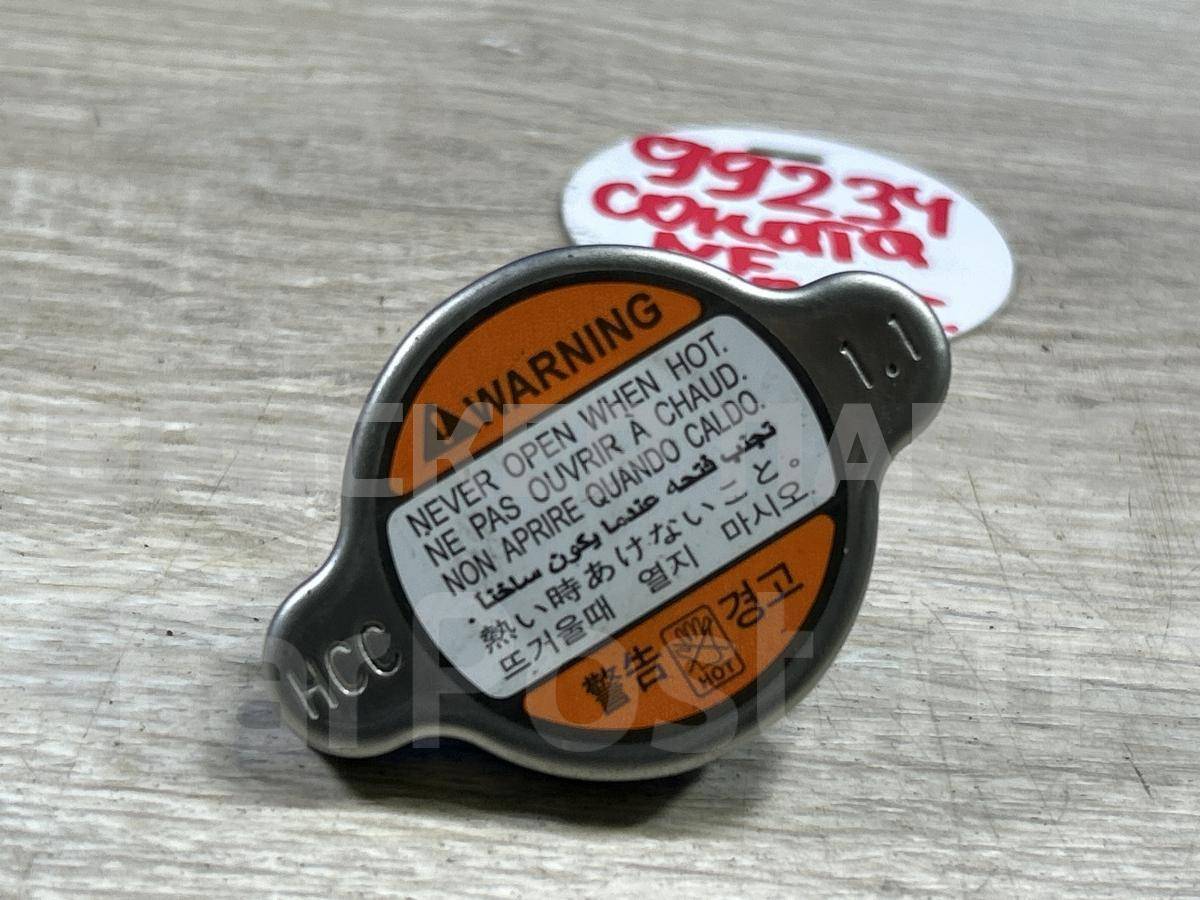 99234
Соната
NF
WARNING
1.1
NEVER OPEN WHEN HOT.
NE PAS OUVRIR À CHAUD.
NON APRIRE QUANDO CALDO.
تجنب فتحه عندما يكون ساخنا.
熱い時あけないこと。
뜨거울때 열지 마시오.
HCC
警告
HOT
경고